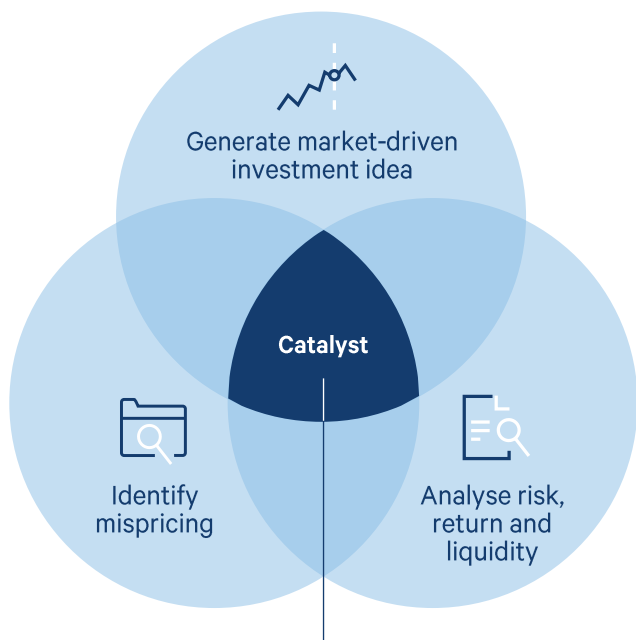 Generate market-driven
investment idea
Catalyst
Identify
mispricing
Analyse risk,
return and
liquidity